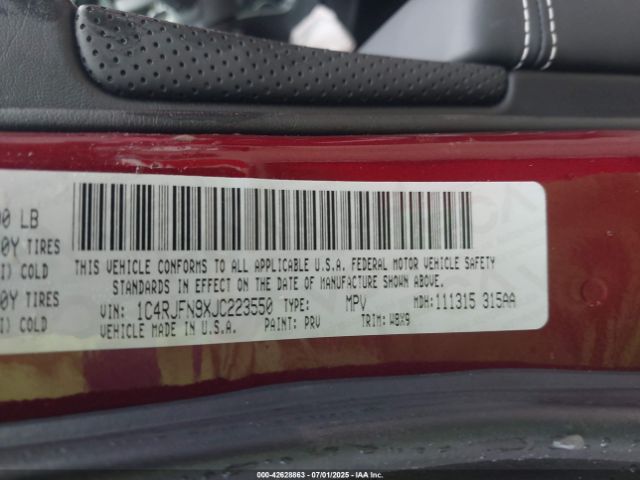 00 LB
0Y TIRES
I) COLD
0Y TIRES
I) COLD
THIS VEHICLE CONFORMS TO ALL APPLICABLE U.S.A. FEDERAL MOTOR VEHICLE SAFETY
STANDARDS IN EFFECT ON THE DATE OF MANUFACTURE SHOWN ABOVE.
VIN: 1C4RJFN9XJC223550 TYPE: MPV MDH: 111315 315AA
VEHICLE MADE IN U.S.A. PAINT: PRV TRIM: W8X9
000-42628863 - 07/01/2025 - IAA Inc.